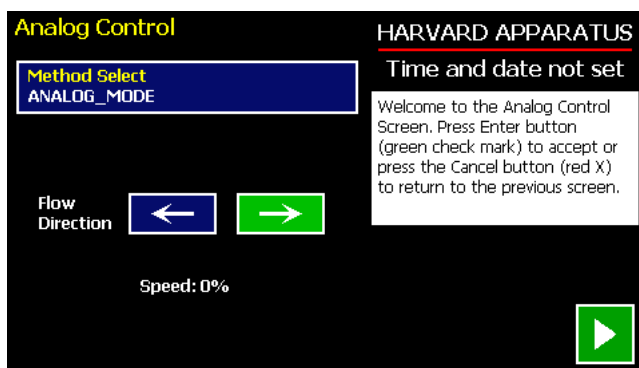 Analog Control
Method Select
ANALOG_MODE
Flow
Direction
Speed: 0%
HARVARD APPARATUS
Time and date not set
Welcome to the Analog Control
Screen. Press Enter button
(green check mark) to accept or
press the Cancel button (red X)
to return to the previous screen.